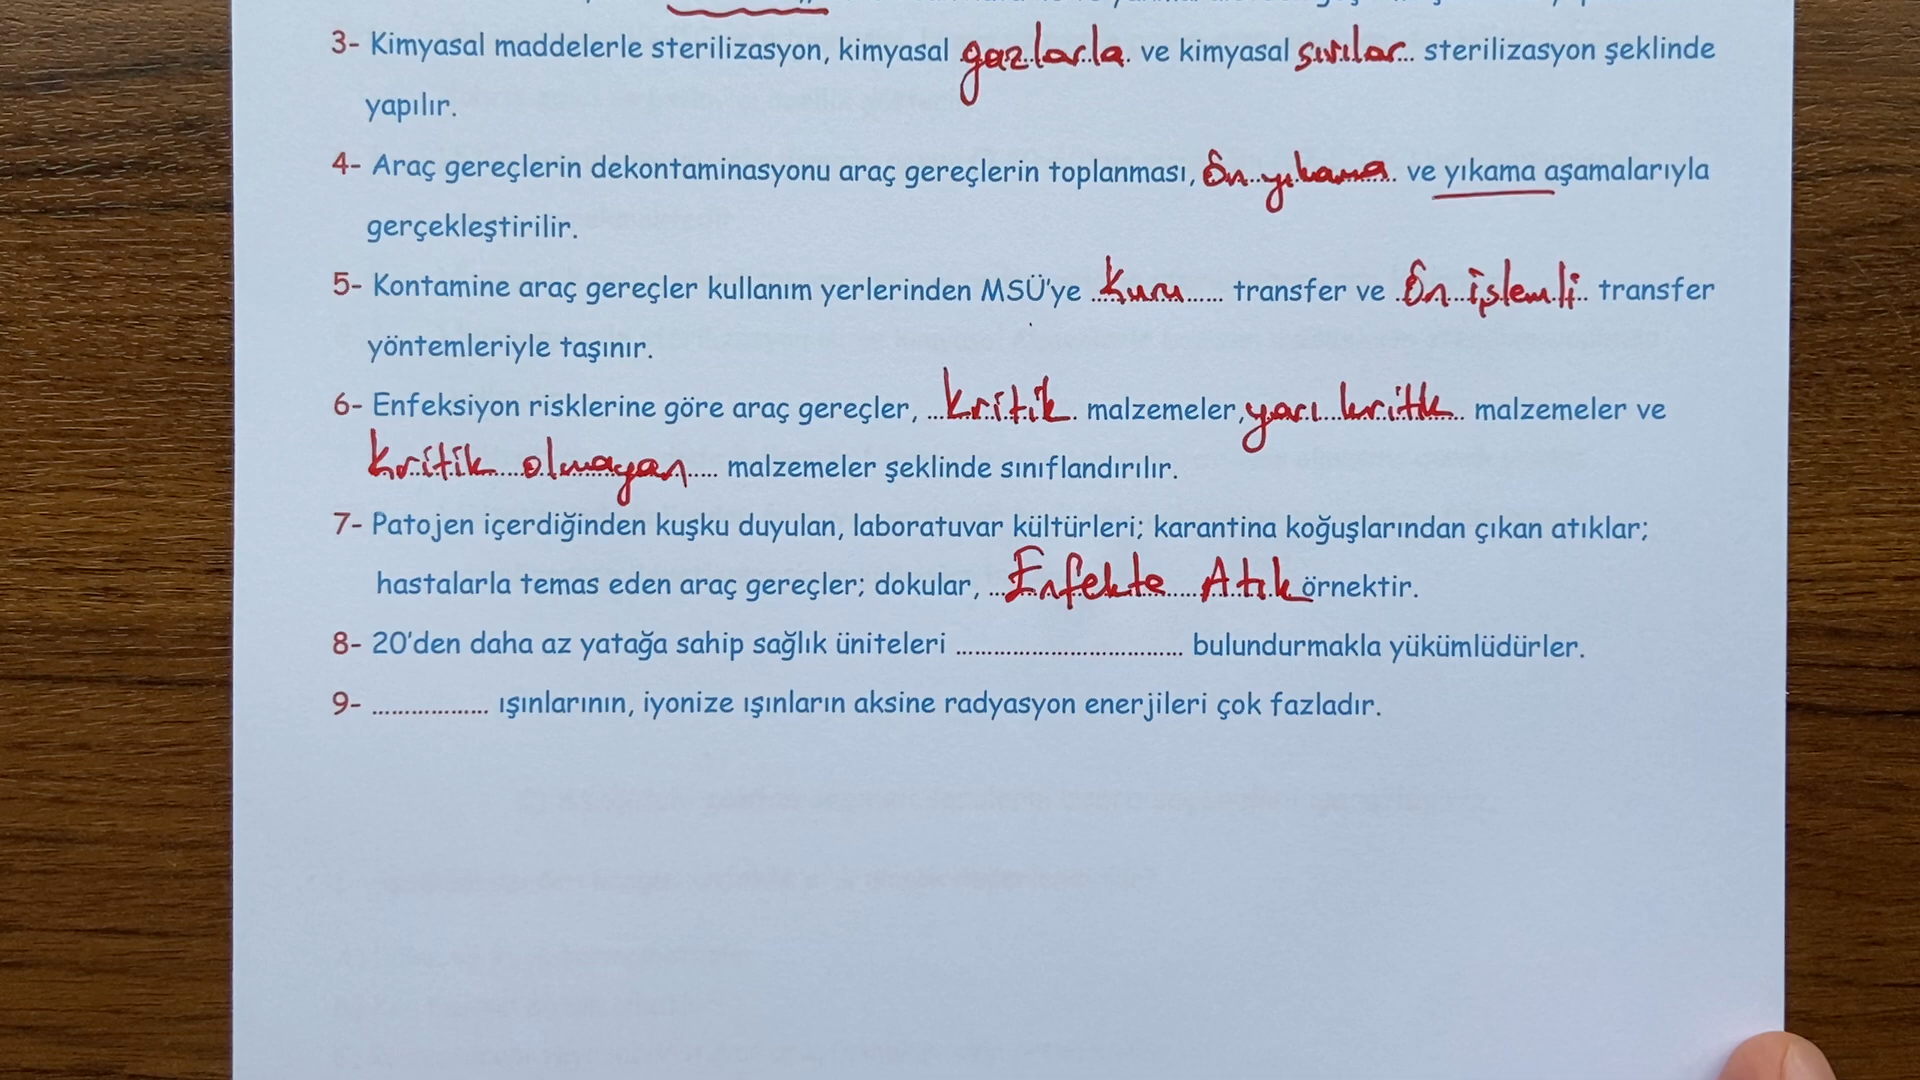 3- Kimyasal maddelerle sterilizasyon, kimyasal gazlarla. ve kimyasal sıvılar... sterilizasyon şeklinde
yapılır.
4- Araç gereçlerin dekontaminasyonu araç gereçlerin toplanması, Ön yıkama. ve yıkama aşamalarıyla
gerçekleştirilir.
5- Kontamine araç gereçler kullanım yerlerinden MSÜ'ye ..Kuru...... transfer ve .Ön işlemli. transfer
yöntemleriyle taşınır.
6- Enfeksiyon risklerine göre araç gereçler, ..kritik. malzemeler,yarı kritik... malzemeler ve
kritik olmayan..... malzemeler şeklinde sınıflandırılır.
7- Patojen içerdiğinden kuşku duyulan, laboratuvar kültürleri; karantina koğuşlarından çıkan atıklar;
hastalarla temas eden araç gereçler; dokular, ...Enfekte Atık örnektir.
8- 20'den daha az yatağa sahip sağlık üniteleri ...................................... bulundurmakla yükümlüdürler.
9- ................... ışınlarının, iyonize ışınların aksine radyasyon enerjileri çok fazladır.